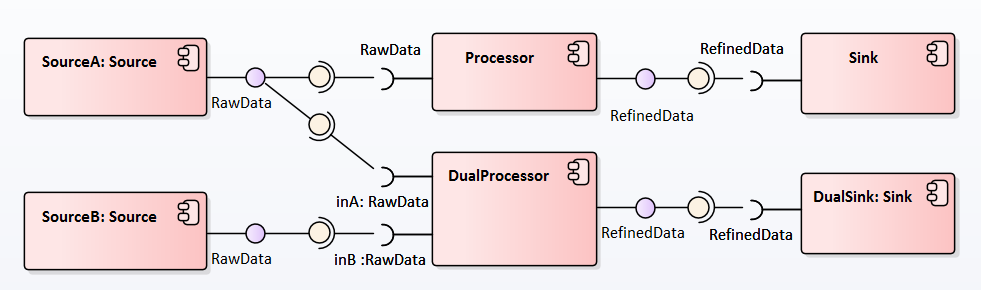 SourceA: Source
RawData
RawData
Processor
RefinedData
RefinedData
Sink
SourceB: Source
RawData
inA: RawData
inB :RawData
DualProcessor
RefinedData
RefinedData
DualSink: Sink